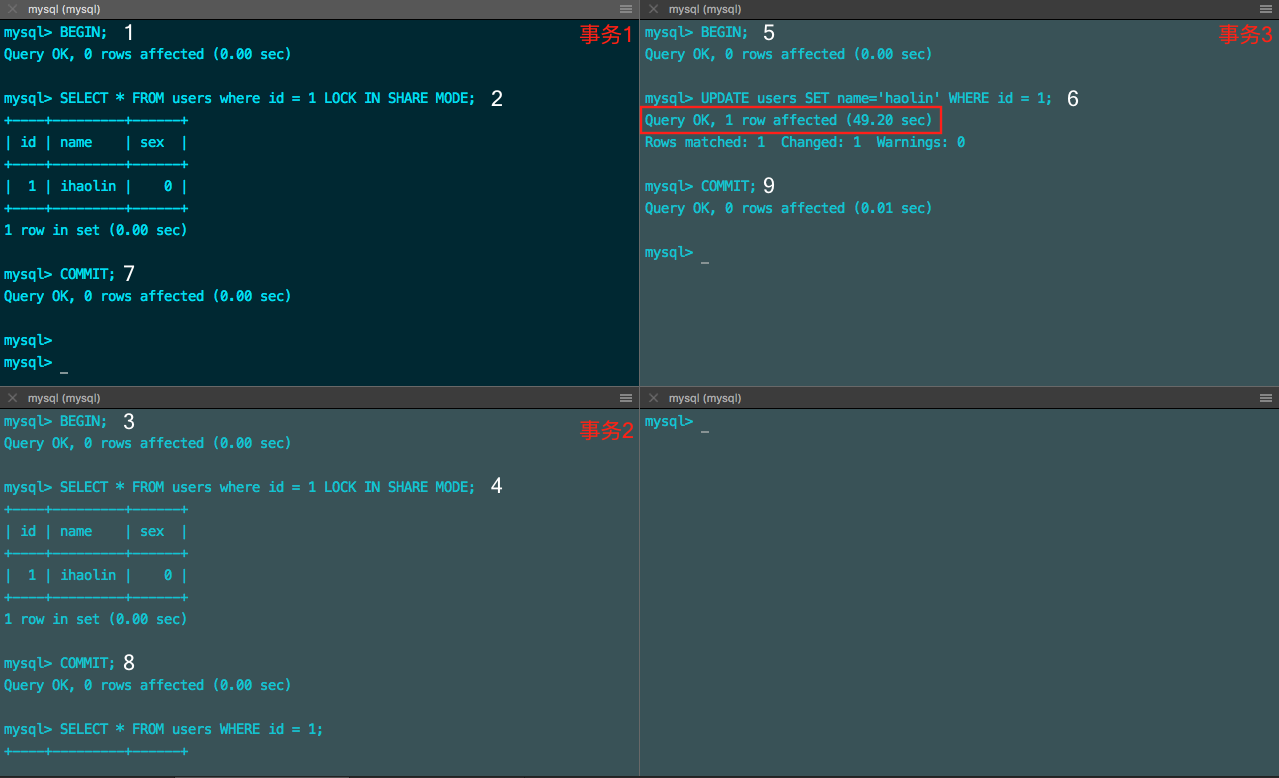 mysql (mysql)
mysql> BEGIN; 1
事务1
Query OK, 0 rows affected (0.00 sec)
mysql> SELECT * FROM users where id = 1 LOCK IN SHARE MODE; 2
+----+---------+------+
| id | name    | sex  |
+----+---------+------+
|  1 | ihaolin |    0 |
+----+---------+------+
1 row in set (0.00 sec)
mysql> COMMIT; 7
Query OK, 0 rows affected (0.00 sec)
mysql>
mysql> _
mysql (mysql)
mysql> BEGIN; 5
事务3
Query OK, 0 rows affected (0.00 sec)
mysql> UPDATE users SET name='haolin' WHERE id = 1; 6
Query OK, 1 row affected (49.20 sec)
Rows matched: 1  Changed: 1  Warnings: 0
mysql> COMMIT; 9
Query OK, 0 rows affected (0.01 sec)
mysql> _
mysql (mysql)
mysql> BEGIN; 3
事务2
Query OK, 0 rows affected (0.00 sec)
mysql> SELECT * FROM users where id = 1 LOCK IN SHARE MODE; 4
+----+---------+------+
| id | name    | sex  |
+----+---------+------+
|  1 | ihaolin |    0 |
+----+---------+------+
1 row in set (0.00 sec)
mysql> COMMIT; 8
Query OK, 0 rows affected (0.00 sec)
mysql> SELECT * FROM users WHERE id = 1;
+----+---------+------+
mysql (mysql)
mysql> _